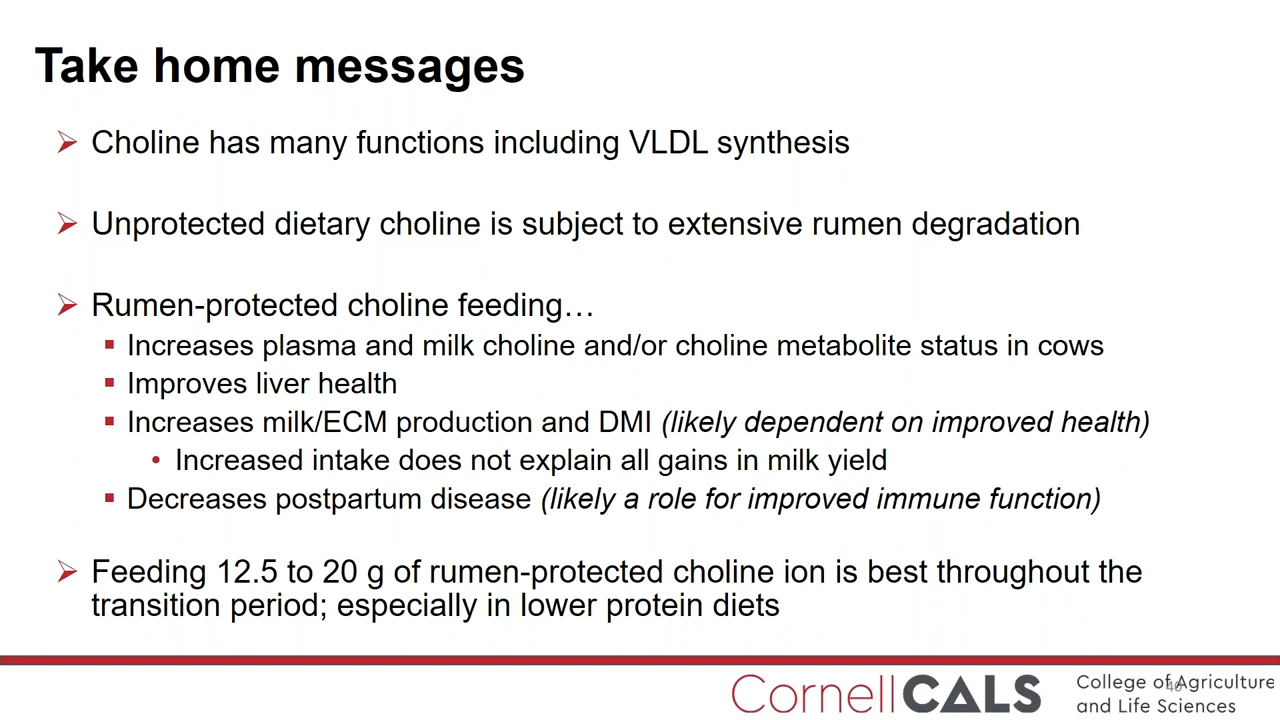 Take home messages
Choline has many functions including VLDL synthesis
Unprotected dietary choline is subject to extensive rumen degradation
Rumen-protected choline feeding…
Increases plasma and milk choline and/or choline metabolite status in cows
Improves liver health
Increases milk/ECM production and DMI (likely dependent on improved health)
Increased intake does not explain all gains in milk yield
Decreases postpartum disease (likely a role for improved immune function)
Feeding 12.5 to 20 g of rumen-protected choline ion is best throughout the
transition period; especially in lower protein diets
CornellCALS
College of Agriculture
and Life Sciences